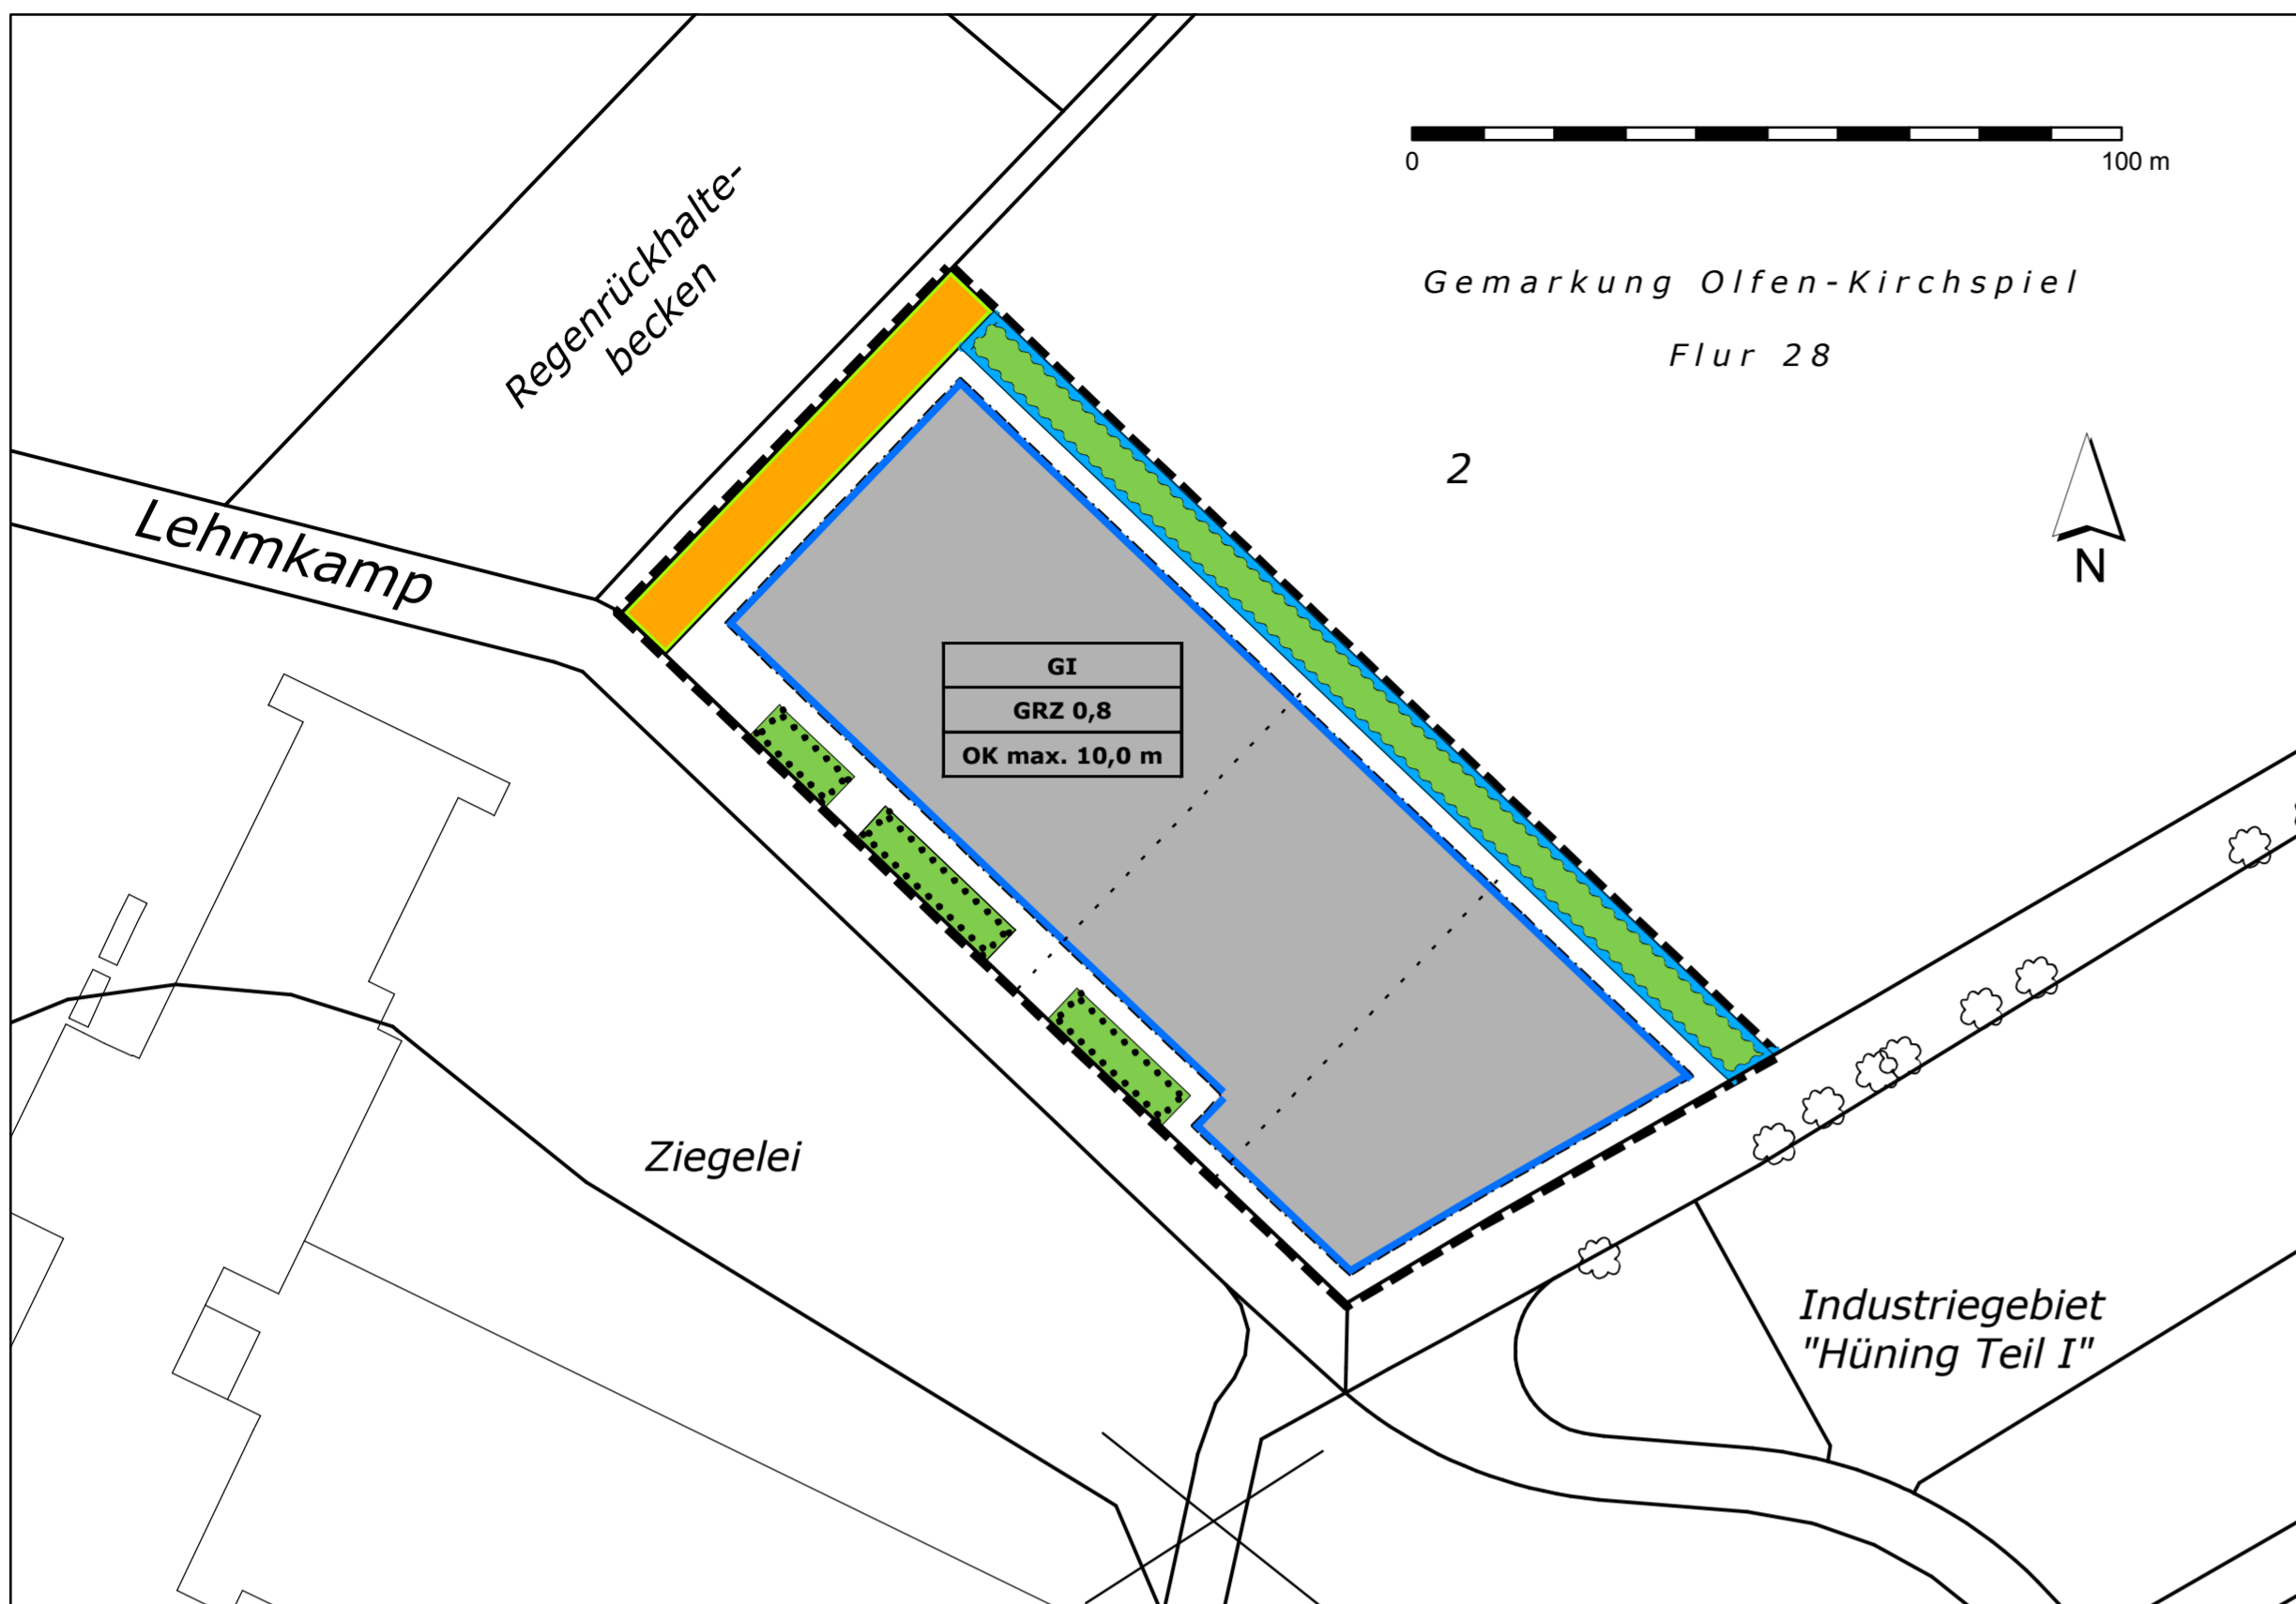 0
100 m
Regenrückhalte-
becken
Gemarkung Olfen-Kirchspiel
Flur 28
2
N
Lehmkamp
GI
GRZ 0,8
OK max. 10,0 m
Ziegelei
Industriegebiet
"Hüning Teil I"